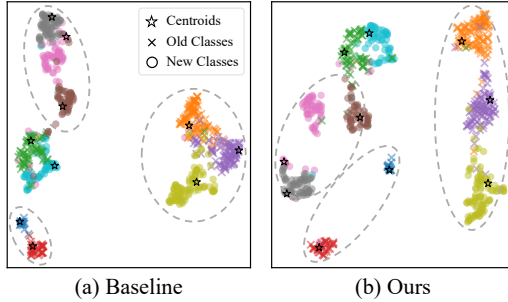 Centroids
Old Classes
New Classes
(a) Baseline
(b) Ours